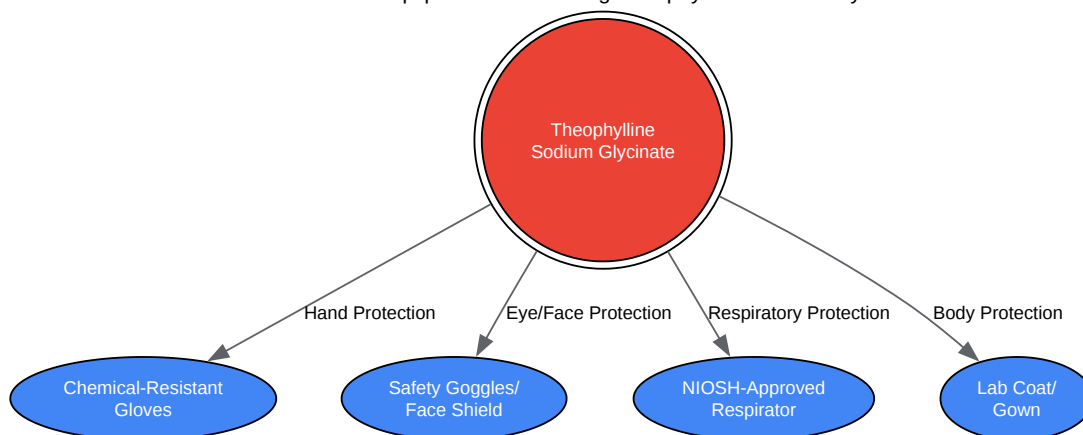 Theophylline
Sodium Glycinate
Hand Protection
Eye/Face Protection
Respiratory Protection
Body Protection
Chemical-Resistant
Gloves
Safety Goggles/
Face Shield
NIOSH-Approved
Respirator
Lab Coat/
Gown